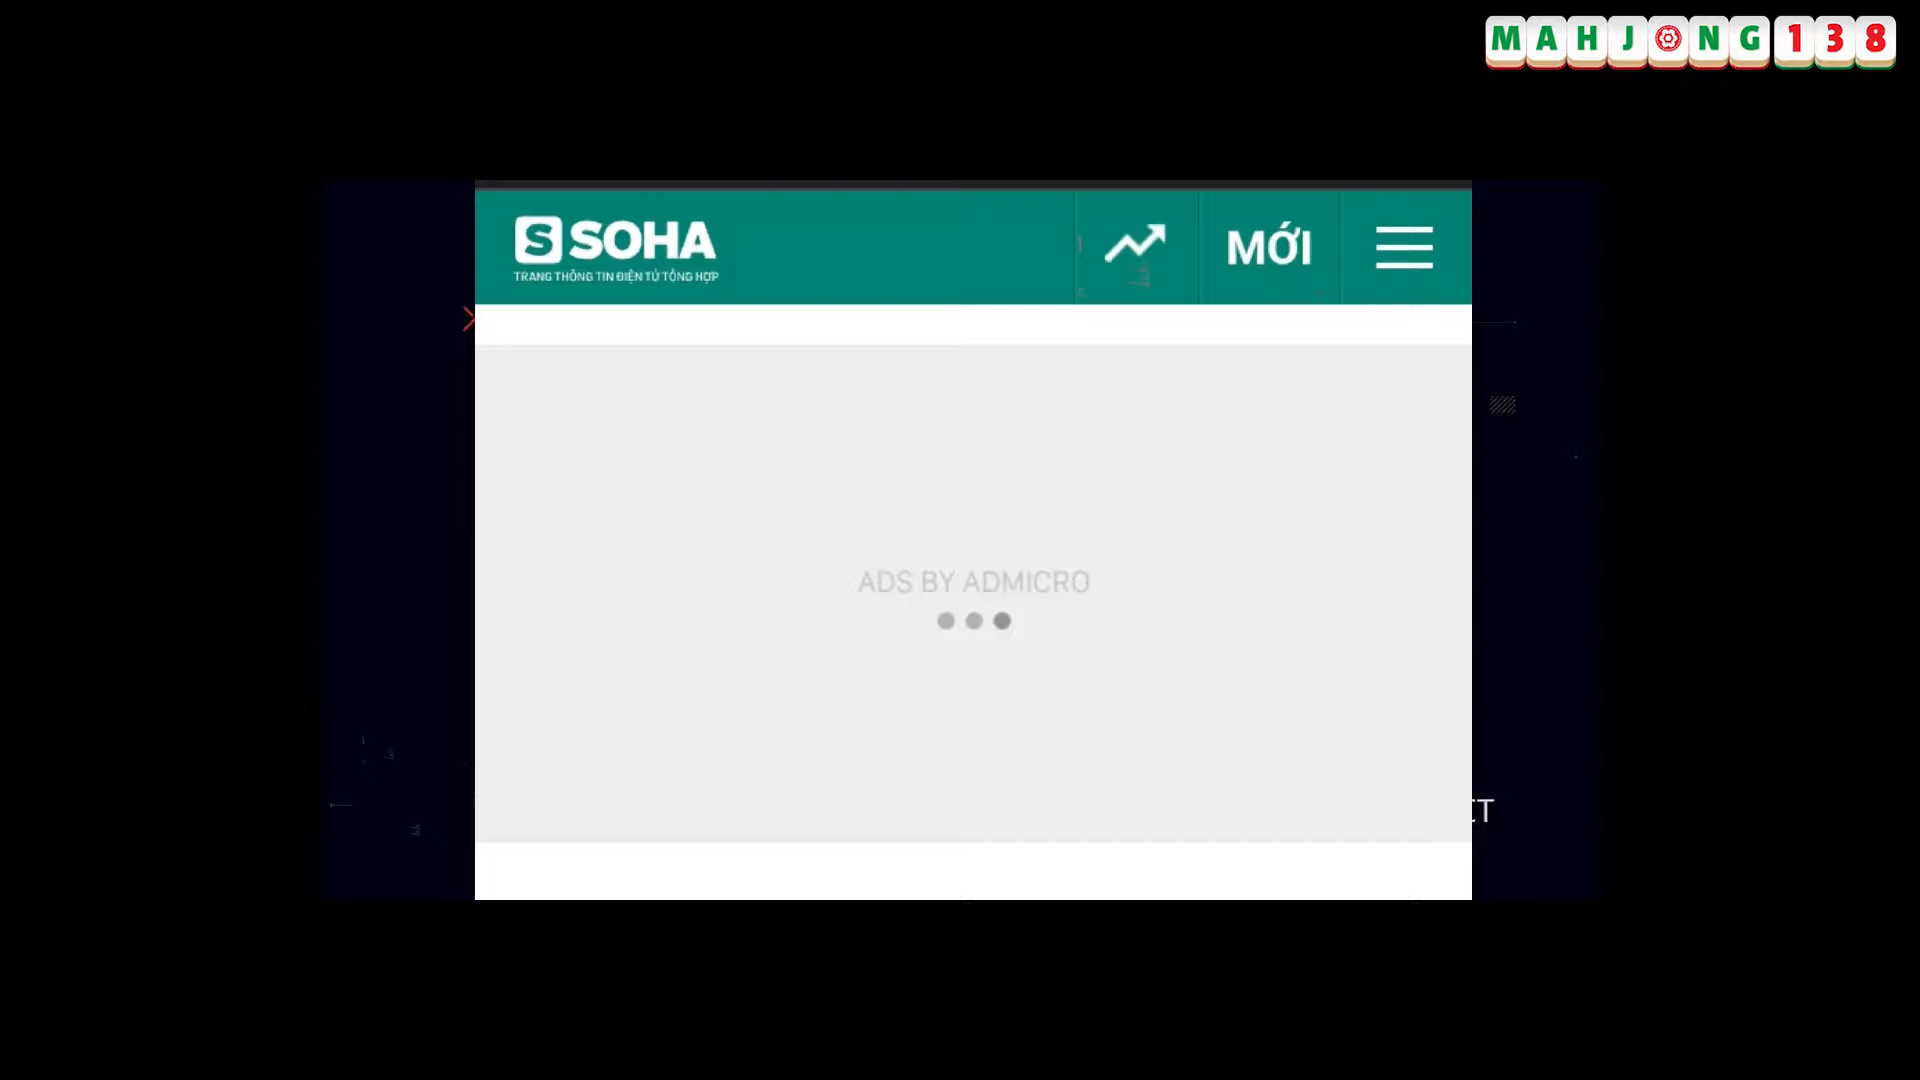 MAHJONG138
SOHA
TRANG THÔNG TIN ĐIỆN TỬ TỔNG HỢP
MỚI
ADS BY ADMICRO